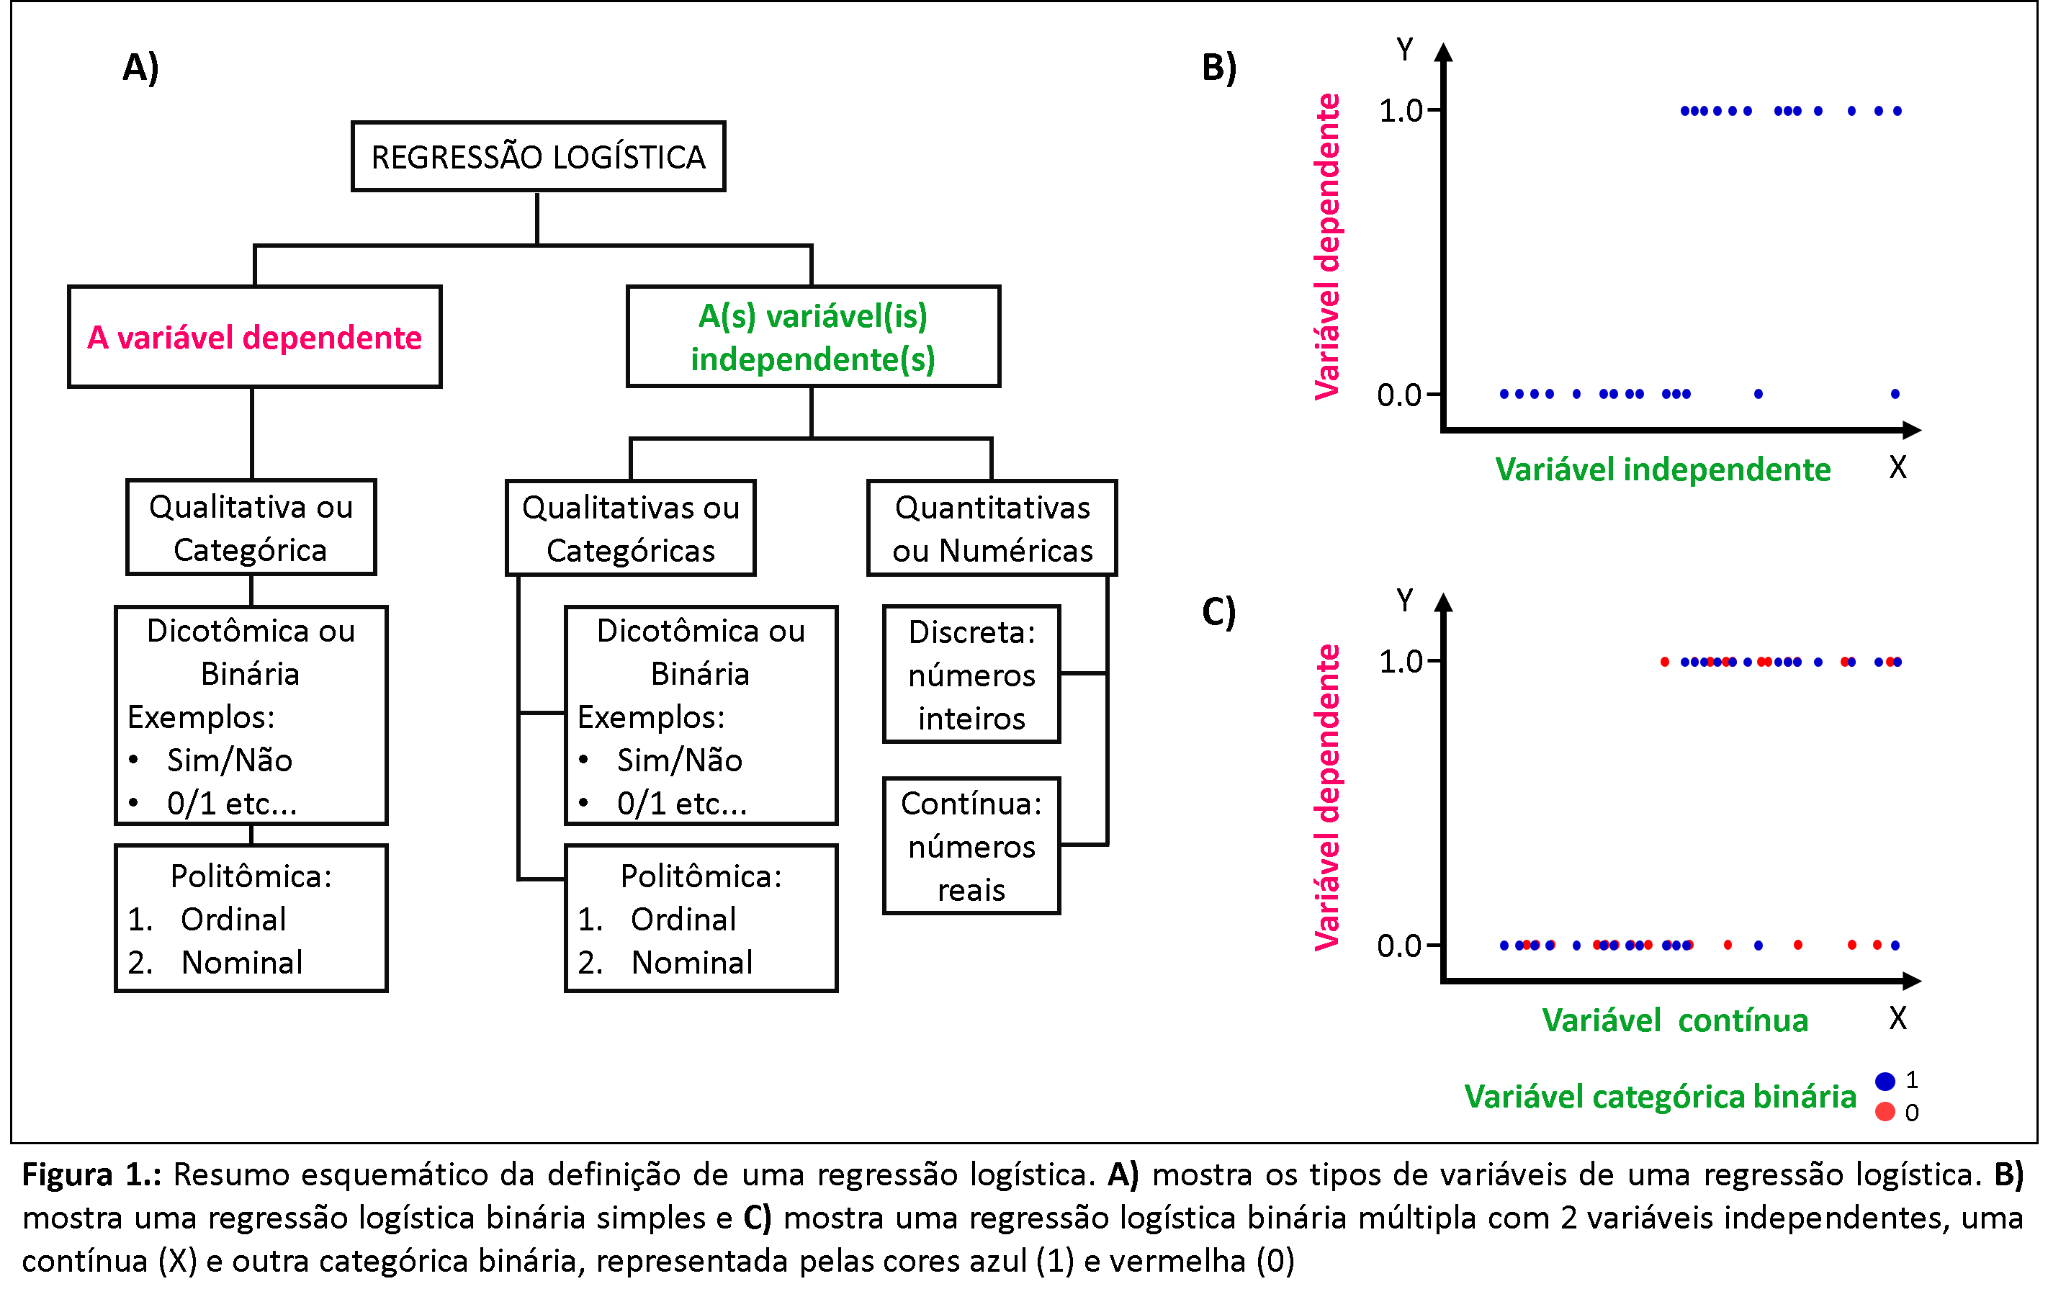 A)
REGRESSÃO LOGÍSTICA
A variável dependente
A(s) variável(is)
independente(s)
Qualitativa ou
Categórica
Qualitativas ou
Categóricas
Quantitativas
ou Numéricas
Dicotômica ou
Binária
Exemplos:
• Sim/Não
• 0/1 etc...
Politômica:
1. Ordinal
2. Nominal
Dicotômica ou
Binária
Exemplos:
• Sim/Não
• 0/1 etc...
Politômica:
1. Ordinal
2. Nominal
Discreta:
números
inteiros
Contínua:
números
reais
B)
Y
Variável dependente
1.0
0.0
Variável independente
X
C)
Y
Variável dependente
1.0
0.0
Variável contínua
X
Variável categórica binária
1
0
Figura 1.: Resumo esquemático da definição de uma regressão logística. A) mostra os tipos de variáveis de uma regressão logística. B)
mostra uma regressão logística binária simples e C) mostra uma regressão logística binária múltipla com 2 variáveis independentes, uma
contínua (X) e outra categórica binária, representada pelas cores azul (1) e vermelha (0)